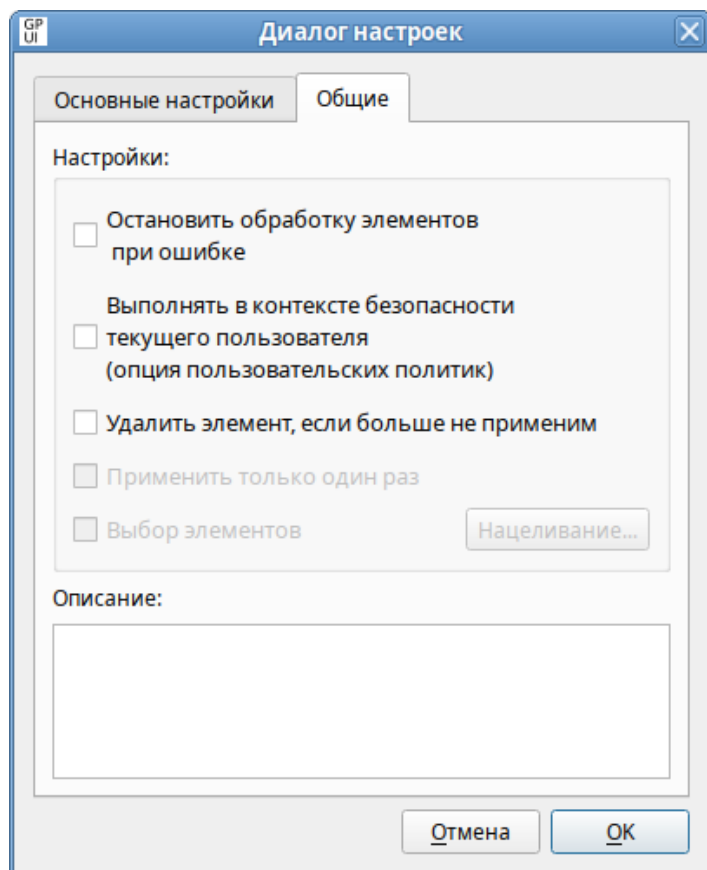 GP
UI
Диалог настроек
Основные настройки
Общие
Настройки:
Остановить обработку элементов
при ошибке
Выполнять в контексте безопасности
текущего пользователя
(опция пользовательских политик)
Удалить элемент, если больше не применим
Применить только один раз
Выбор элементов
Нацеливание...
Описание:
Отмена
OK